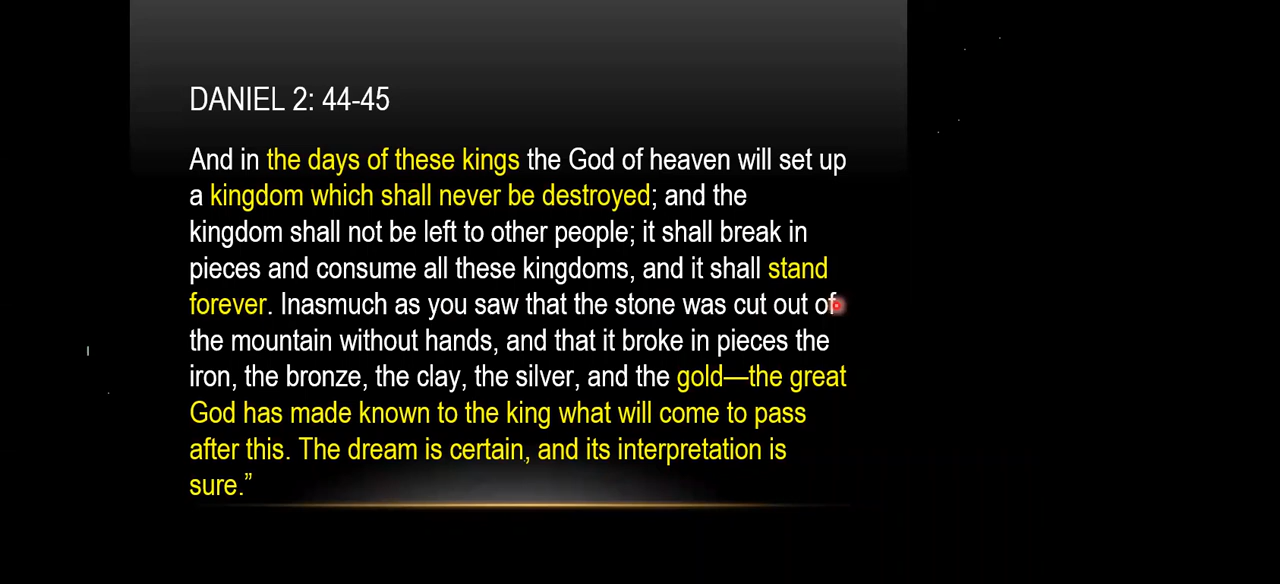 DANIEL 2: 44-45
And in the days of these kings the God of heaven will set up
a kingdom which shall never be destroyed; and the
kingdom shall not be left to other people; it shall break in
pieces and consume all these kingdoms, and it shall stand
forever. Inasmuch as you saw that the stone was cut out of
the mountain without hands, and that it broke in pieces the
iron, the bronze, the clay, the silver, and the gold—the great
God has made known to the king what will come to pass
after this. The dream is certain, and its interpretation is
sure.”